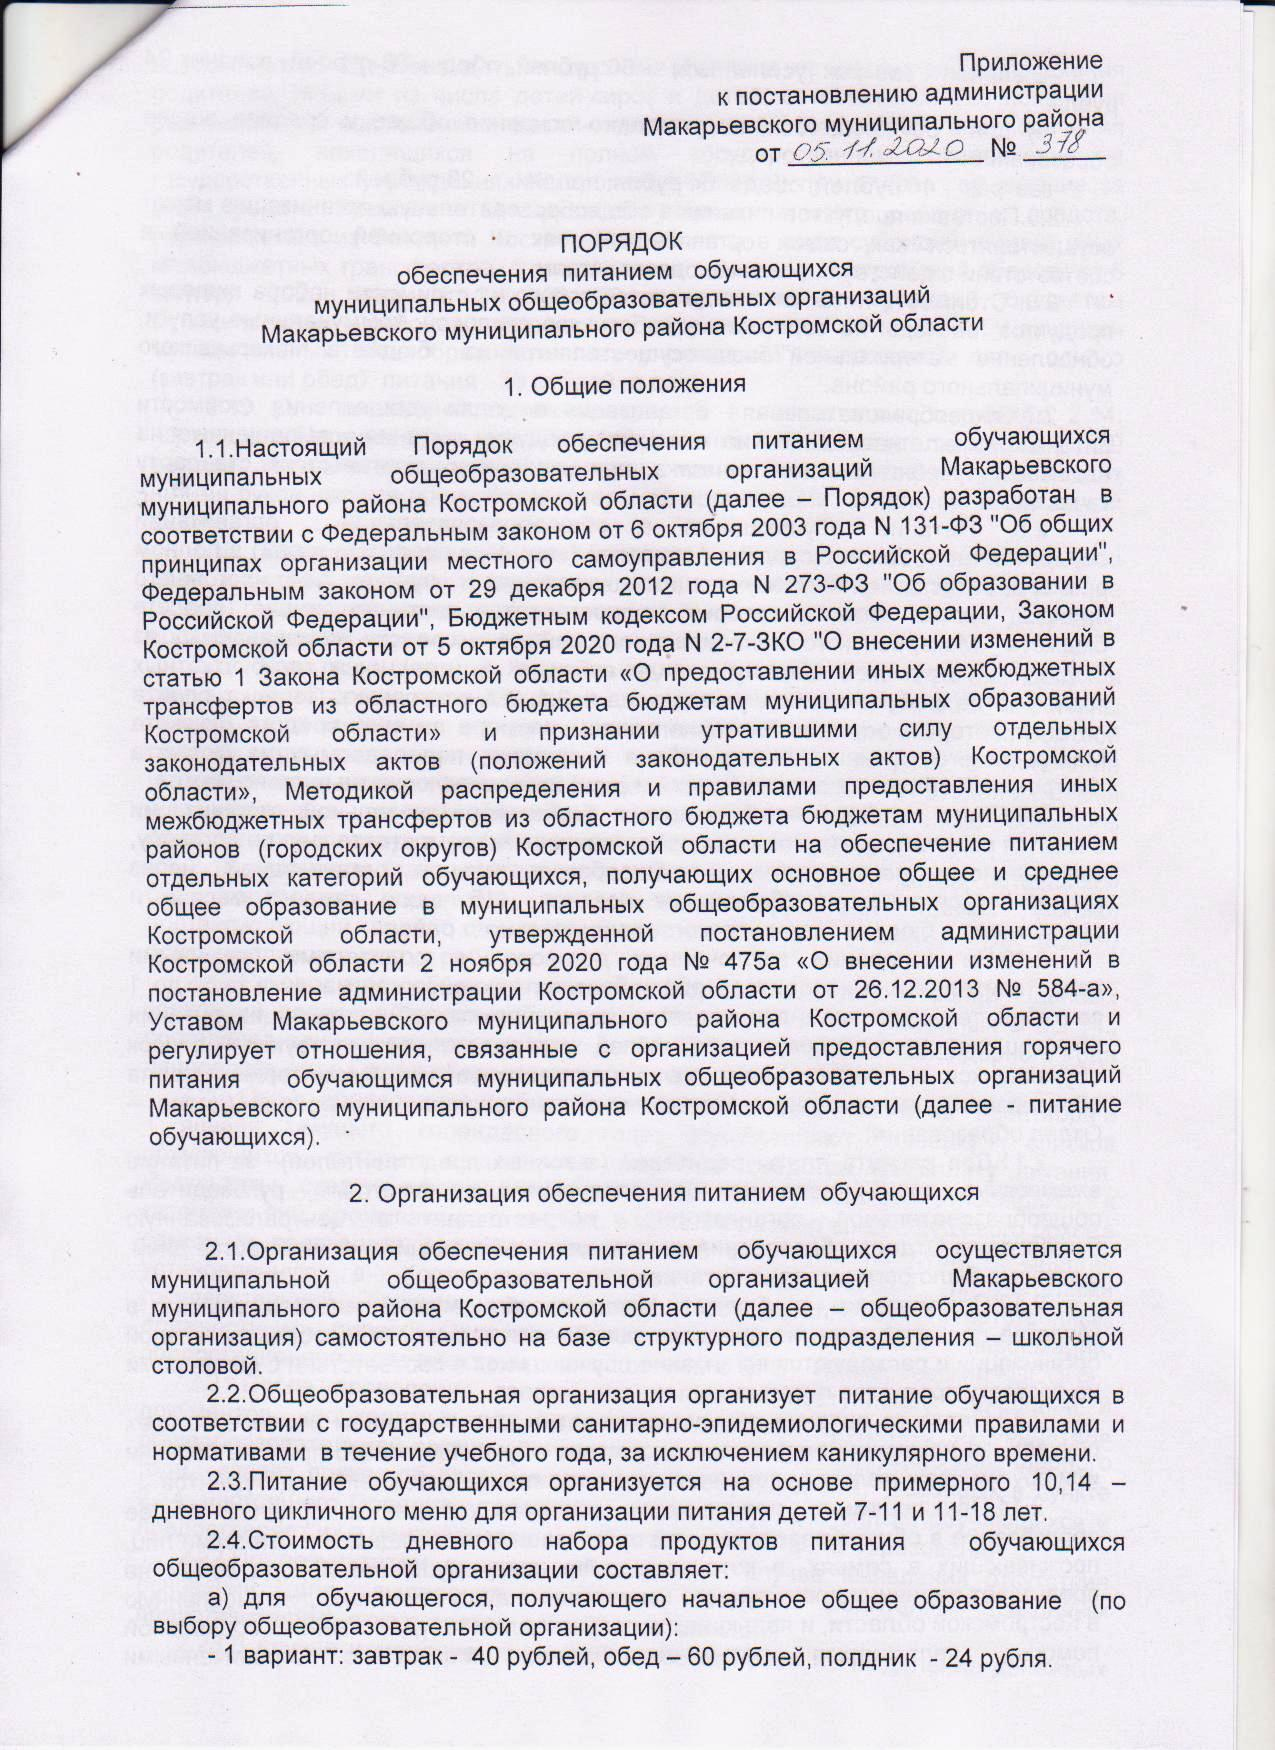 Приложение
к постановлению администрации
Макарьевского муниципального района
от 05.11.2020 № 378
ПОРЯДОК
обеспечения питанием обучающихся
муниципальных общеобразовательных организаций
Макарьевского муниципального района Костромской области
1. Общие положения
1.1.Настоящий Порядок обеспечения питанием обучающихся
муниципальных общеобразовательных организаций Макарьевского
муниципального района Костромской области (далее – Порядок) разработан в
соответствии с Федеральным законом от 6 октября 2003 года N 131-ФЗ "Об общих
принципах организации местного самоуправления в Российской Федерации",
Федеральным законом от 29 декабря 2012 года N 273-ФЗ "Об образовании в
Российской Федерации", Бюджетным кодексом Российской Федерации, Законом
Костромской области от 5 октября 2020 года N 2-7-ЗКО "О внесении изменений в
статью 1 Закона Костромской области «О предоставлении иных межбюджетных
трансфертов из областного бюджета бюджетам муниципальных образований
Костромской области» и признании утратившими силу отдельных
законодательных актов (положений законодательных актов) Костромской
области», Методикой распределения и правилами предоставления иных
межбюджетных трансфертов из областного бюджета бюджетам муниципальных
районов (городских округов) Костромской области на обеспечение питанием
отдельных категорий обучающихся, получающих основное общее и среднее
общее образование в муниципальных общеобразовательных организациях
Костромской области, утвержденной постановлением администрации
Костромской области 2 ноября 2020 года № 475а «О внесении изменений в
постановление администрации Костромской области от 26.12.2013 № 584-а»,
Уставом Макарьевского муниципального района Костромской области и
регулирует отношения, связанные с организацией предоставления горячего
питания обучающимся муниципальных общеобразовательных организаций
Макарьевского муниципального района Костромской области (далее - питание
обучающихся).
2. Организация обеспечения питанием обучающихся
2.1.Организация обеспечения питанием обучающихся осуществляется
муниципальной общеобразовательной организацией Макарьевского
муниципального района Костромской области (далее – общеобразовательная
организация) самостоятельно на базе структурного подразделения – школьной
столовой.
2.2.Общеобразовательная организация организует питание обучающихся в
соответствии с государственными санитарно-эпидемиологическими правилами и
нормативами в течение учебного года, за исключением каникулярного времени.
2.3.Питание обучающихся организуется на основе примерного 10,14 –
дневного цикличного меню для организации питания детей 7-11 и 11-18 лет.
2.4.Стоимость дневного набора продуктов питания обучающихся
общеобразовательной организации составляет:
а) для обучающегося, получающего начальное общее образование (по
выбору общеобразовательной организации):
- 1 вариант: завтрак - 40 рублей, обед – 60 рублей, полдник - 24 рубля.